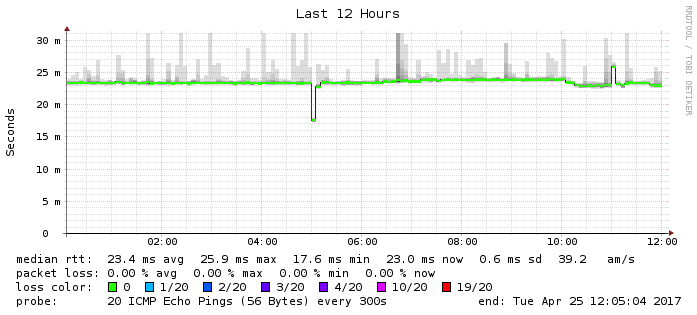 Last 12 Hours
RRDTOOL / TOBI OETIKER
Seconds
30 m
25 m
20 m
15 m
10 m
5 m
0
02:00 04:00 06:00 08:00 10:00 12:00
median rtt: 23.4 ms avg 25.9 ms max 17.6 ms min 23.0 ms now 0.6 ms sd 39.2 am/s
packet loss: 0.00 % avg 0.00 % max 0.00 % min 0.00 % now
loss color: 0 1/20 2/20 3/20 4/20 10/20 19/20
probe: 20 ICMP Echo Pings (56 Bytes) every 300s end: Tue Apr 25 12:05:04 2017